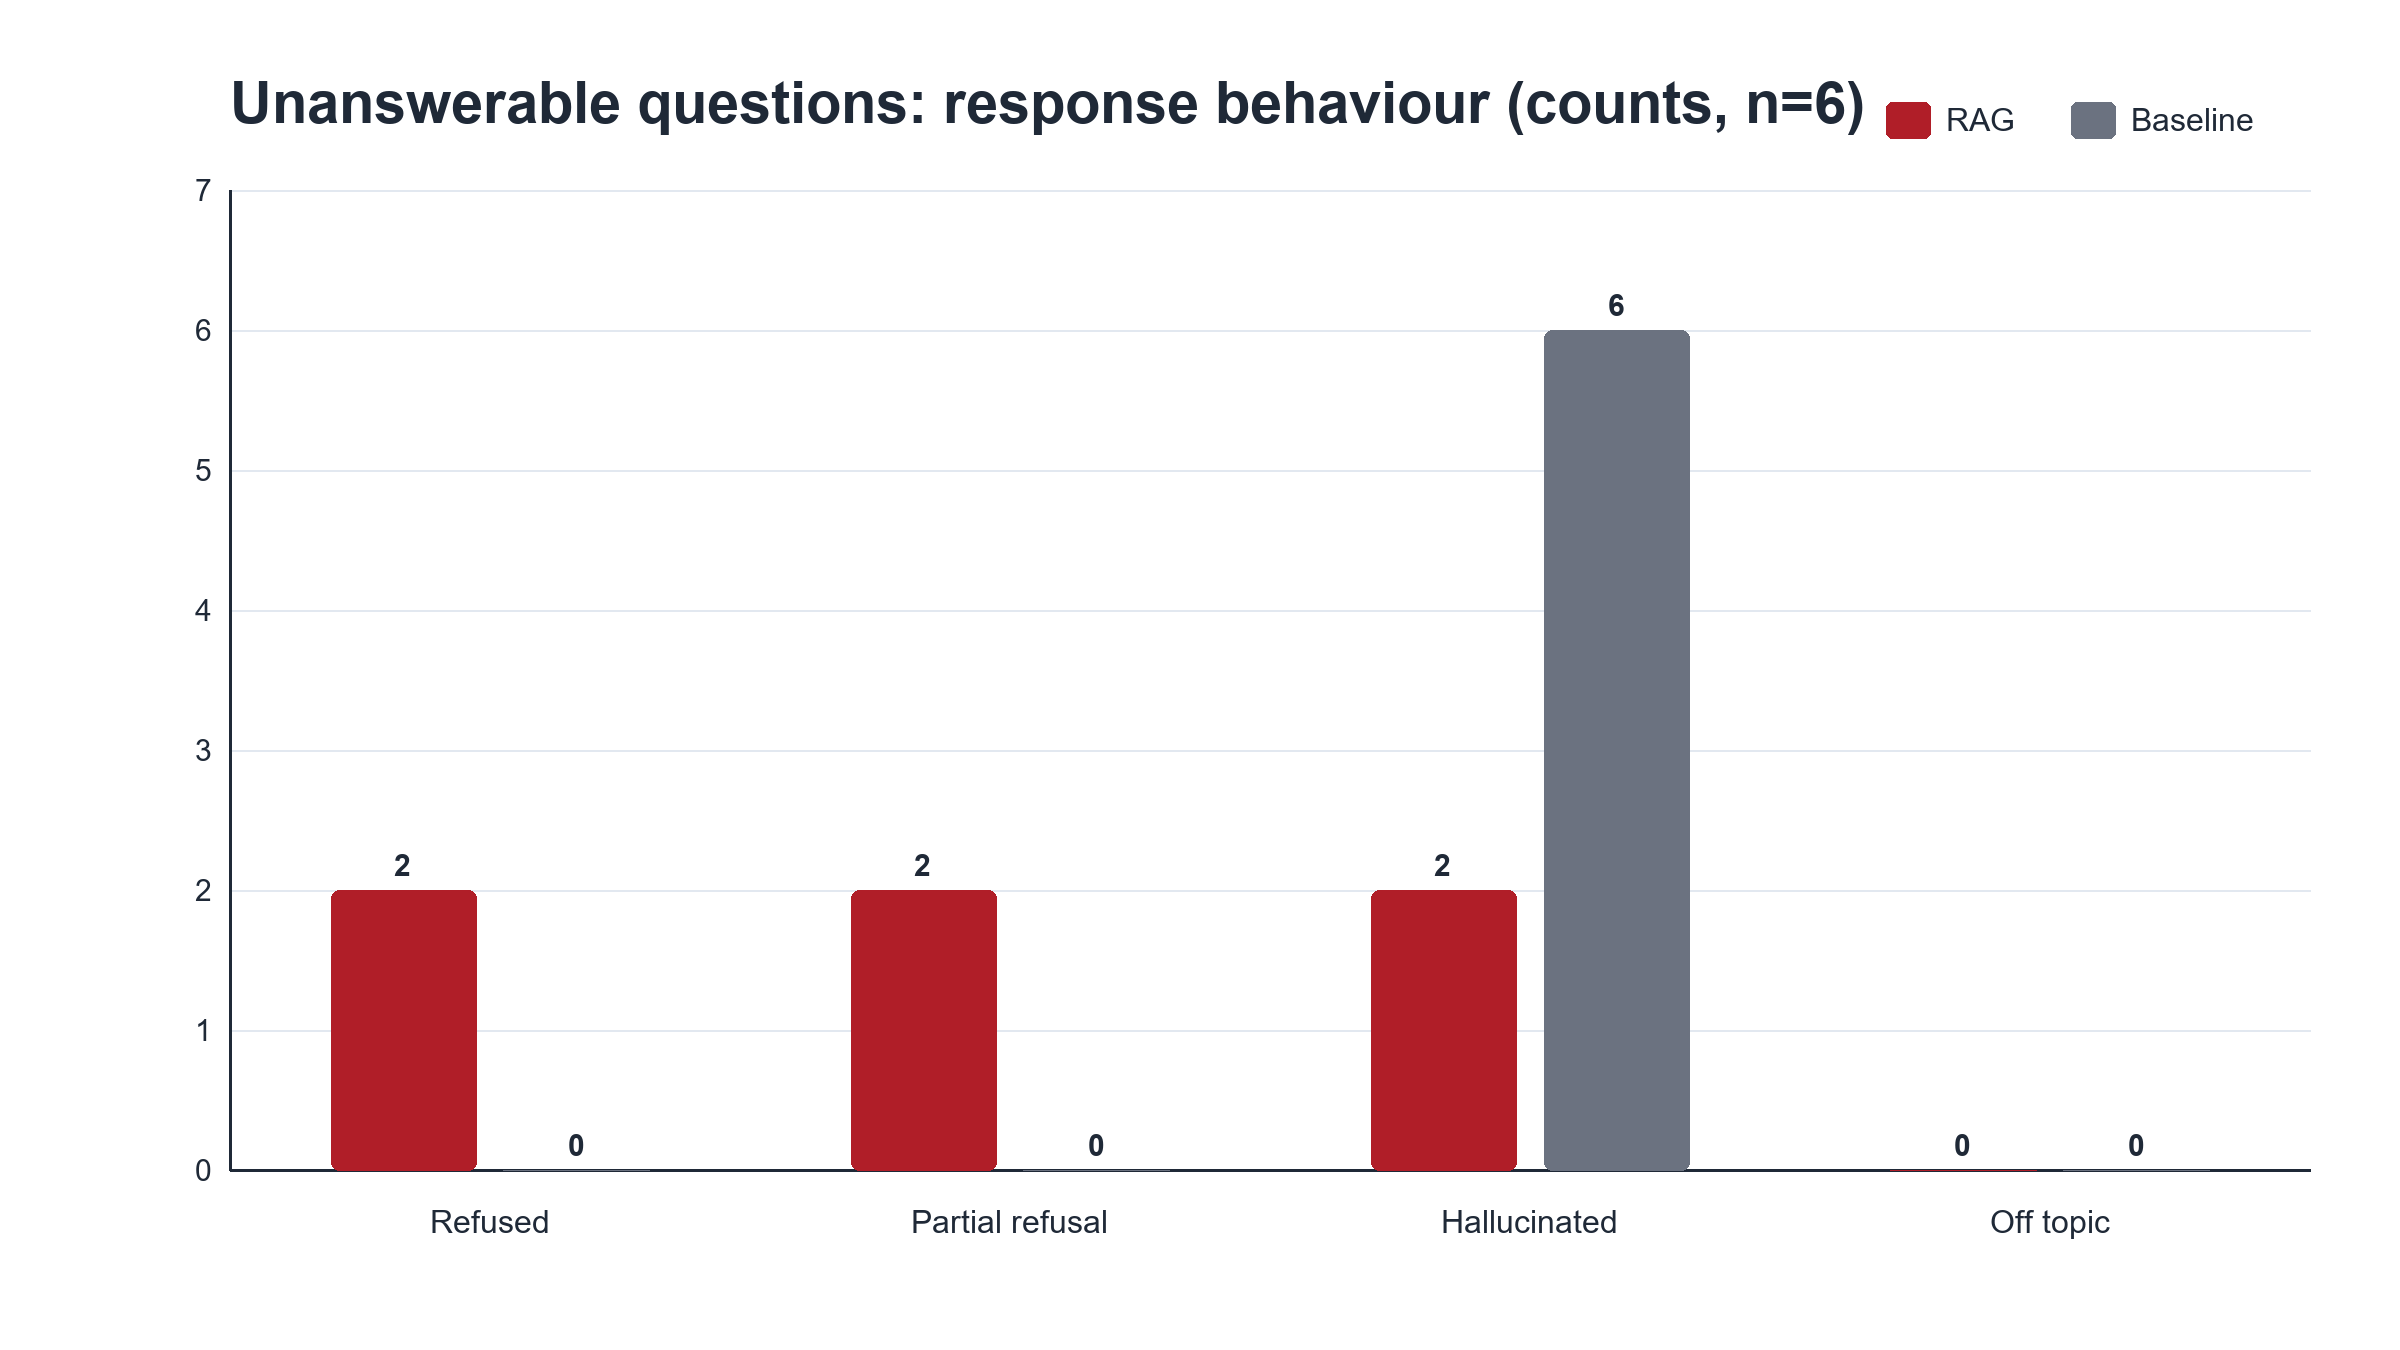 Unanswerable questions: response behaviour (counts, n=6)
RAG
Baseline
7
6
5
4
3
2
1
0
2
0
2
0
2
6
0
0
Refused
Partial refusal
Hallucinated
Off topic